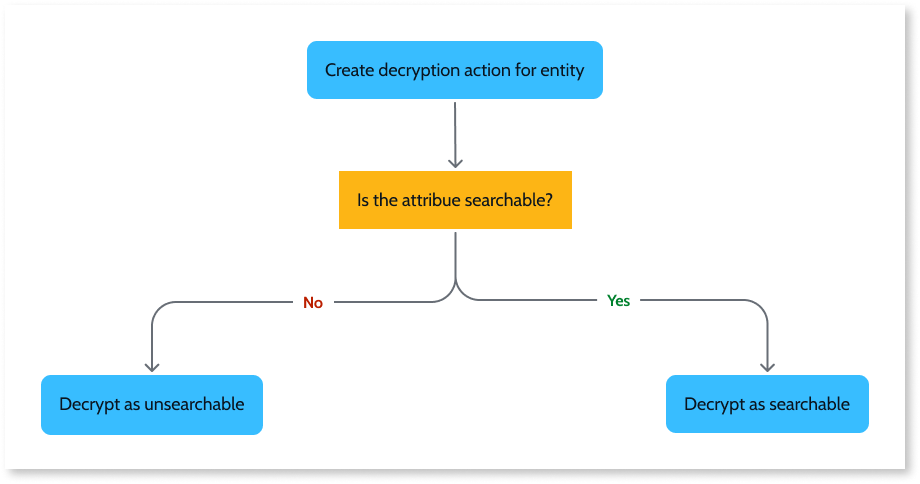 Create decryption action for entity
Is the attribue searchable?
No
Yes
Decrypt as unsearchable
Decrypt as searchable